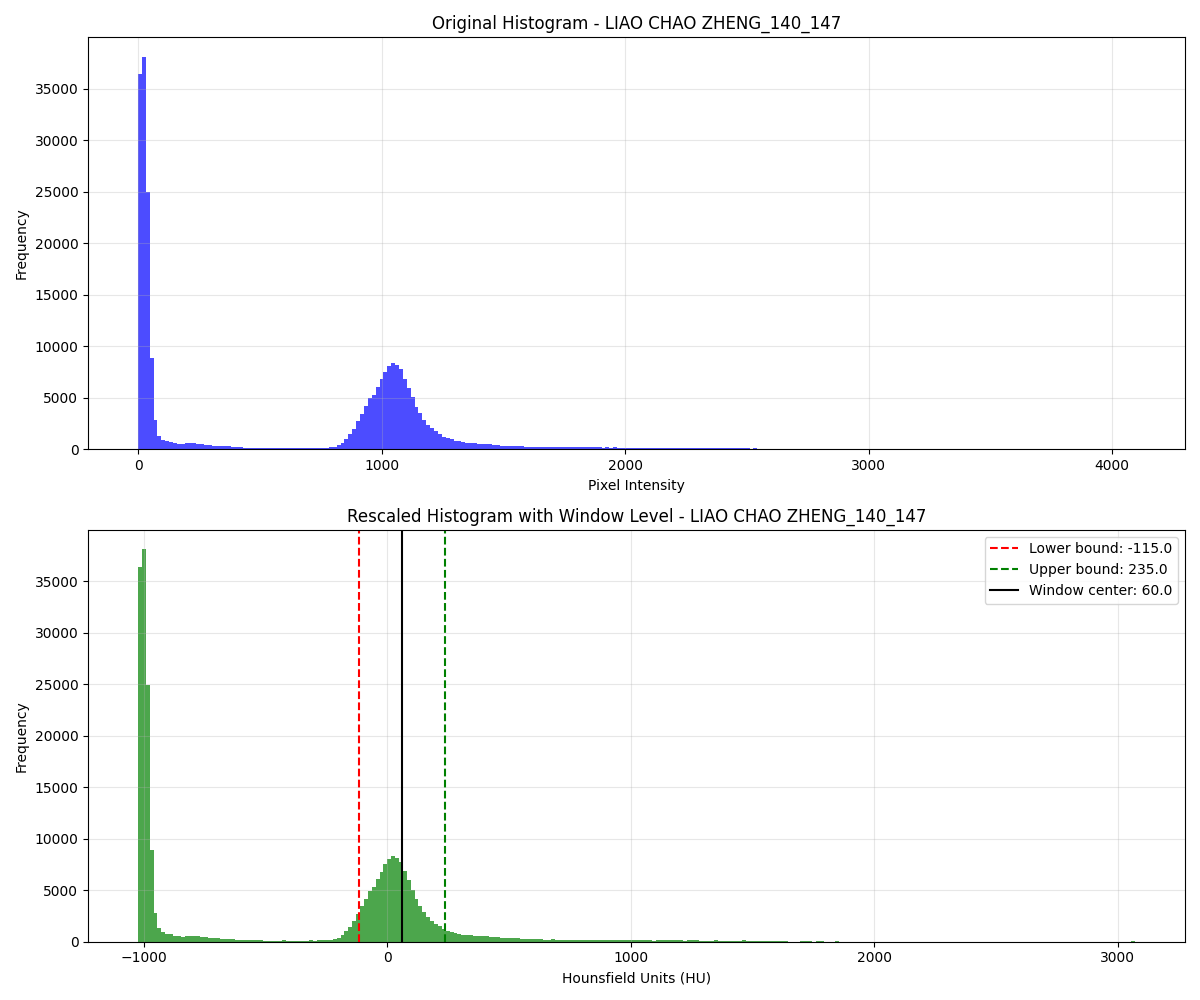 Original Histogram - LIAO CHAO ZHENG_140_147
Frequency
35000
30000
25000
20000
15000
10000
5000
0
0 1000 2000 3000 4000
Pixel Intensity
Rescaled Histogram with Window Level - LIAO CHAO ZHENG_140_147
Lower bound: -115.0
Upper bound: 235.0
Window center: 60.0
Frequency
35000
30000
25000
20000
15000
10000
5000
0
−1000 0 1000 2000 3000
Hounsfield Units (HU)